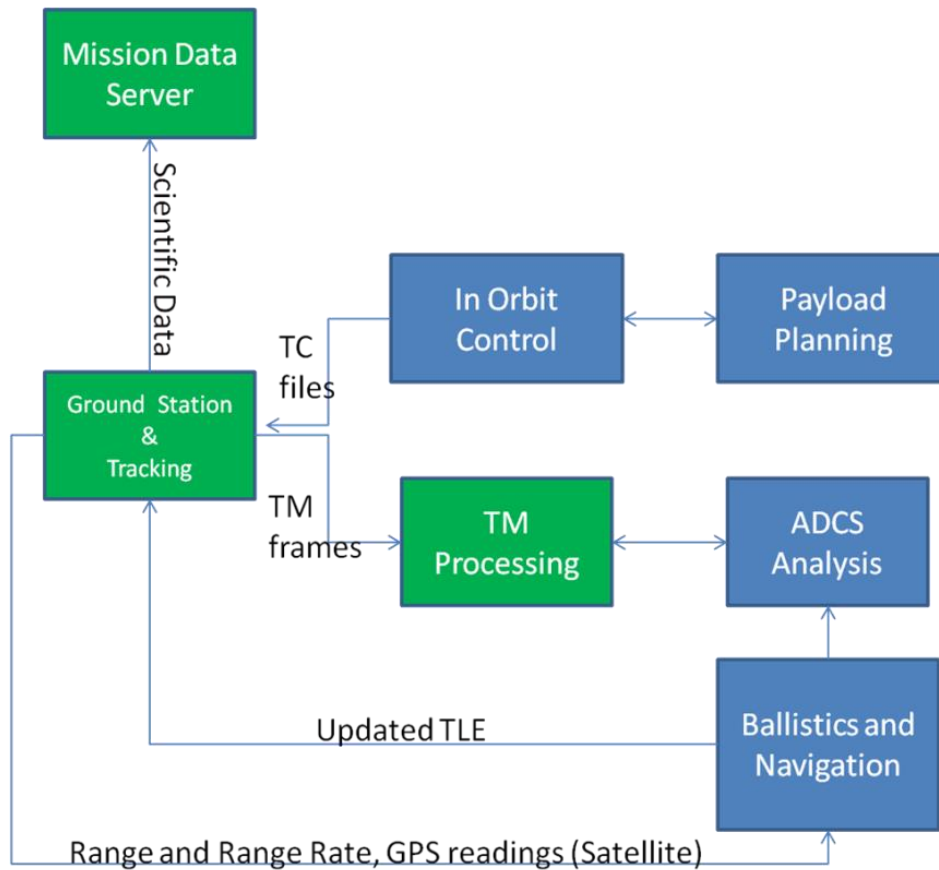 Mission Data
Server
Scientific Data
In Orbit
Control
Payload
Planning
TC
files
Ground Station
&
Tracking
TM
frames
TM
Processing
ADCS
Analysis
Updated TLE
Ballistics and
Navigation
Range and Range Rate, GPS readings (Satellite)